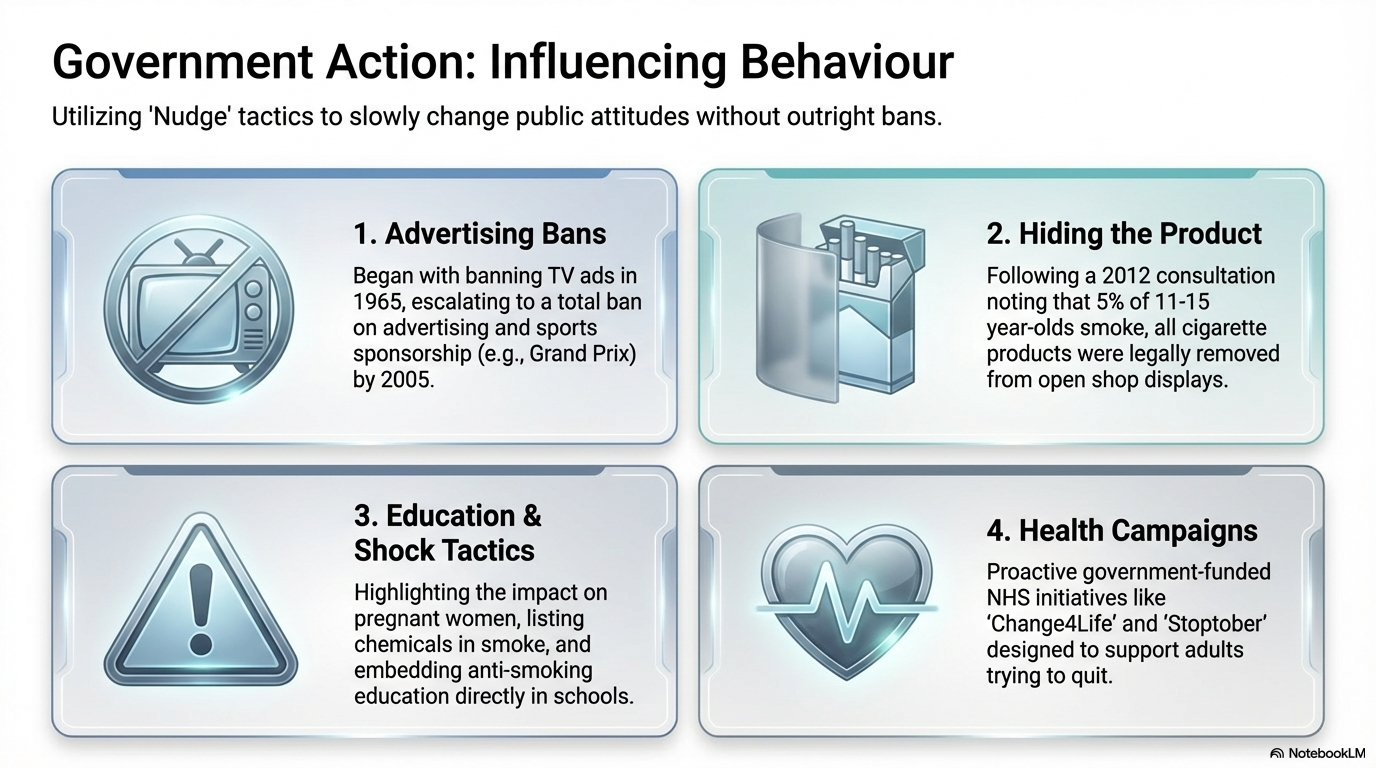 Government Action: Influencing Behaviour
Utilizing 'Nudge' tactics to slowly change public attitudes without outright bans.
1. Advertising Bans
Began with banning TV ads in
1965, escalating to a total ban
on advertising and sports
sponsorship (e.g., Grand Prix)
by 2005.
2. Hiding the Product
Following a 2012 consultation
noting that 5% of 11-15
year-olds smoke, all cigarette
products were legally removed
from open shop displays.
3. Education &
Shock Tactics
Highlighting the impact on
pregnant women, listing
chemicals in smoke, and
embedding anti-smoking
education directly in schools.
4. Health Campaigns
Proactive government-funded
NHS initiatives like
‘Change4Life’ and ‘Stoptober’
designed to support adults
trying to quit.
NotebookLM